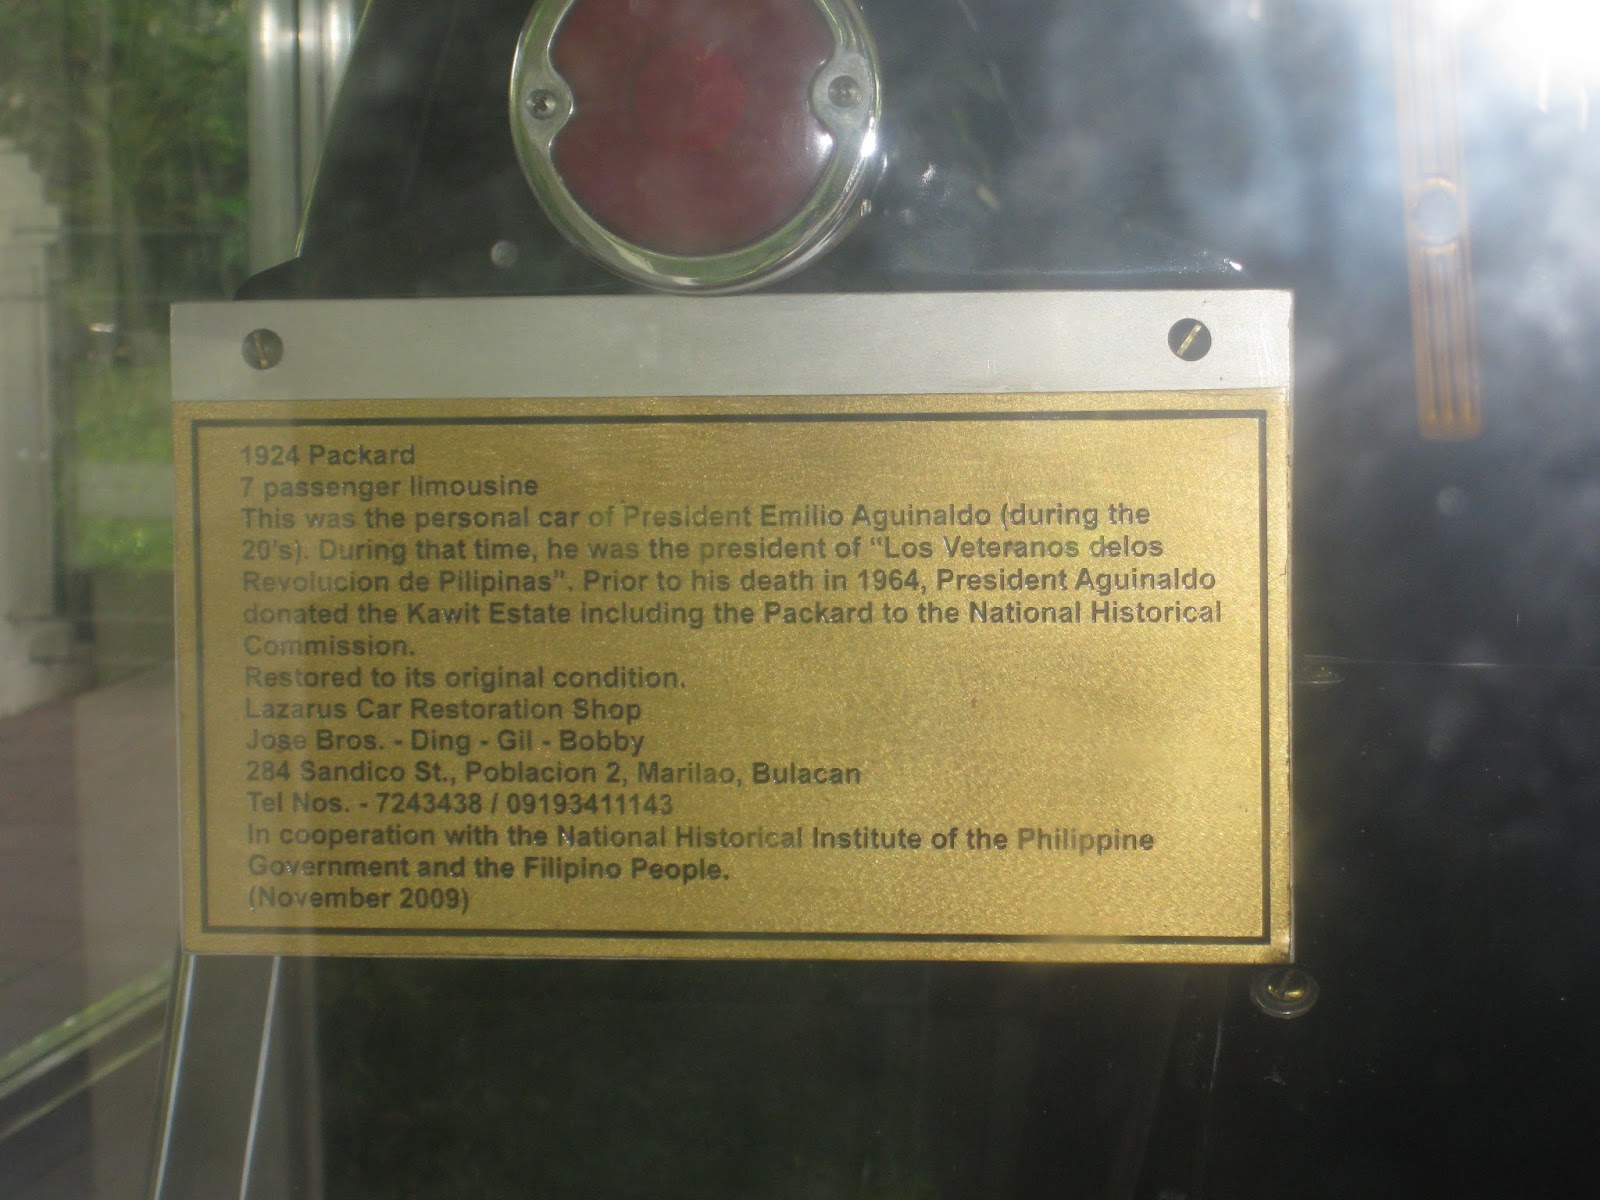 1924 Packard
7 passenger limousine
This was the personal car of President Emilio Aguinaldo (during the
20's). During that time, he was the president of “Los Veteranos delos
Revolucion de Pilipinas”. Prior to his death in 1964, President Aguinaldo
donated the Kawit Estate including the Packard to the National Historical
Commission.
Restored to its original condition.
Lazarus Car Restoration Shop
Jose Bros. - Ding - Gil - Bobby
284 Sandico St., Poblacion 2, Marilao, Bulacan
Tel Nos. - 7243438 / 09193411143
In cooperation with the National Historical Institute of the Philippine
Government and the Filipino People.
(November 2009)